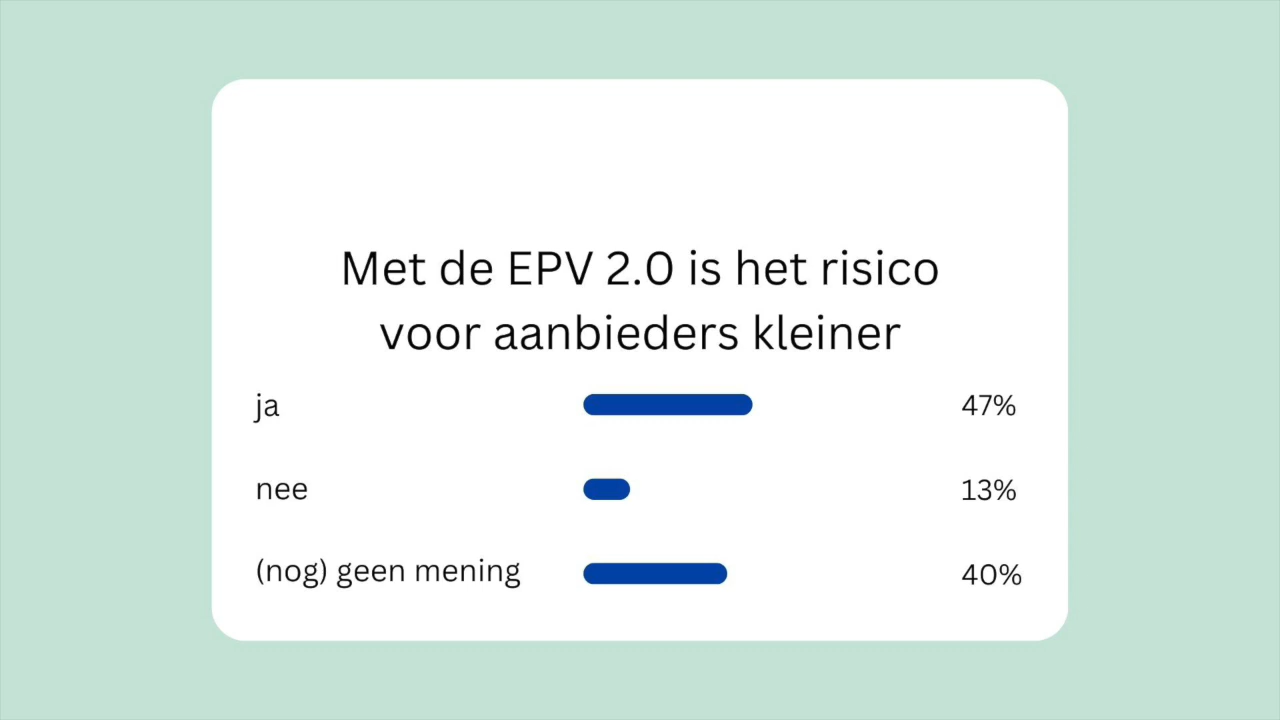 Met de EPV 2.0 is het risico
voor aanbieders kleiner
ja 47%
nee 13%
(nog) geen mening 40%